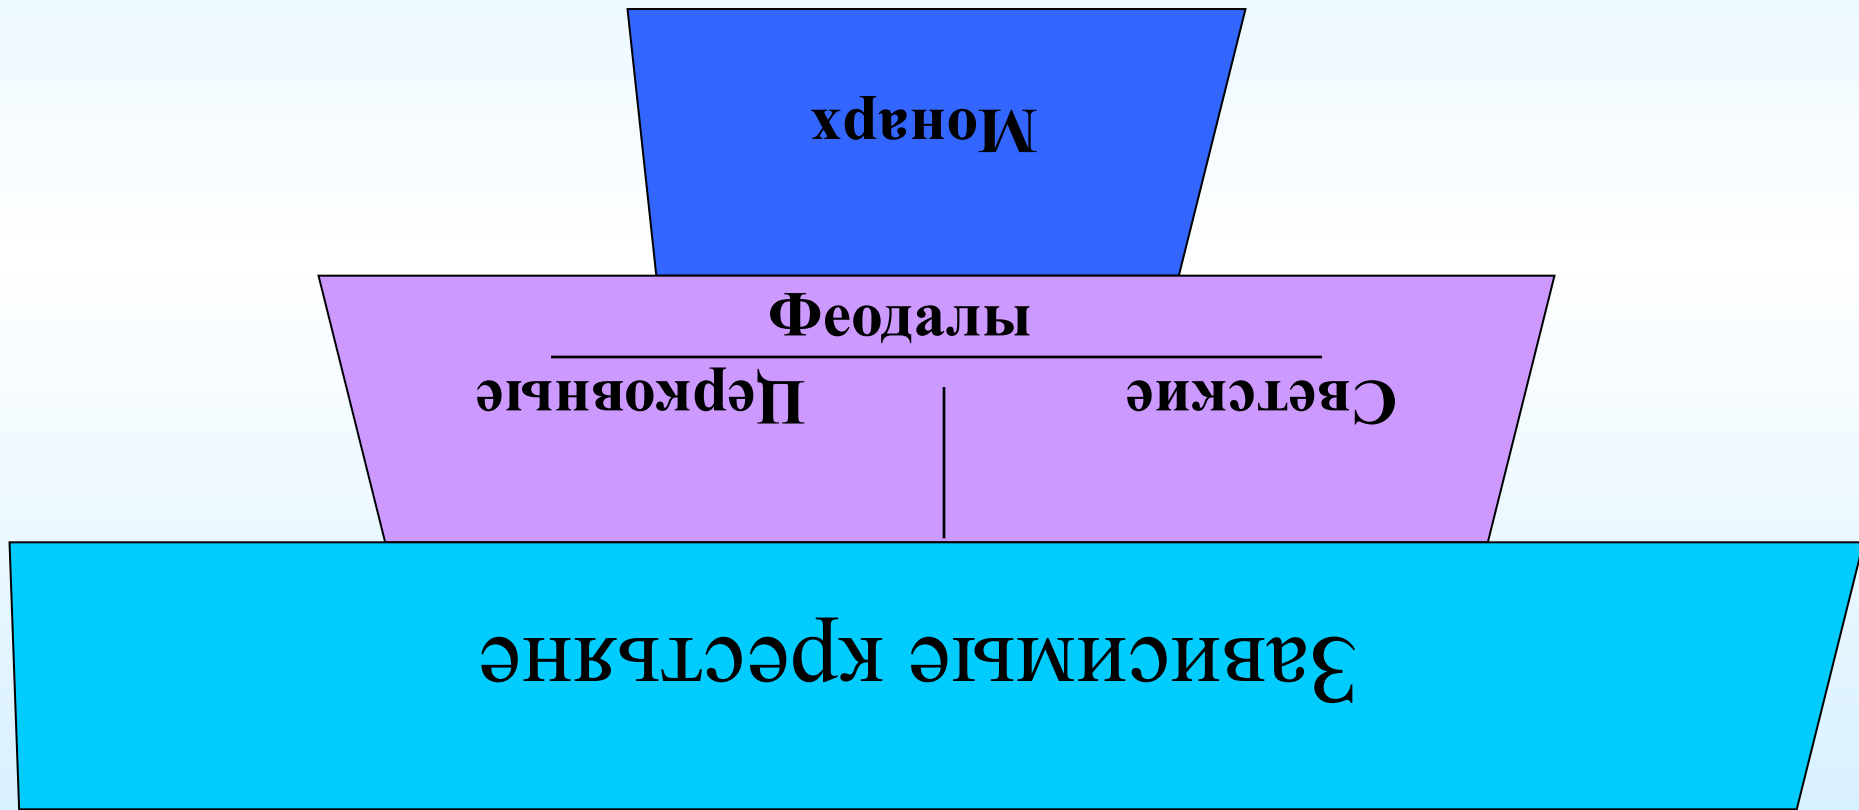 Монарх
Феодалы
Церковные
Светские
Зависимые крестьяне